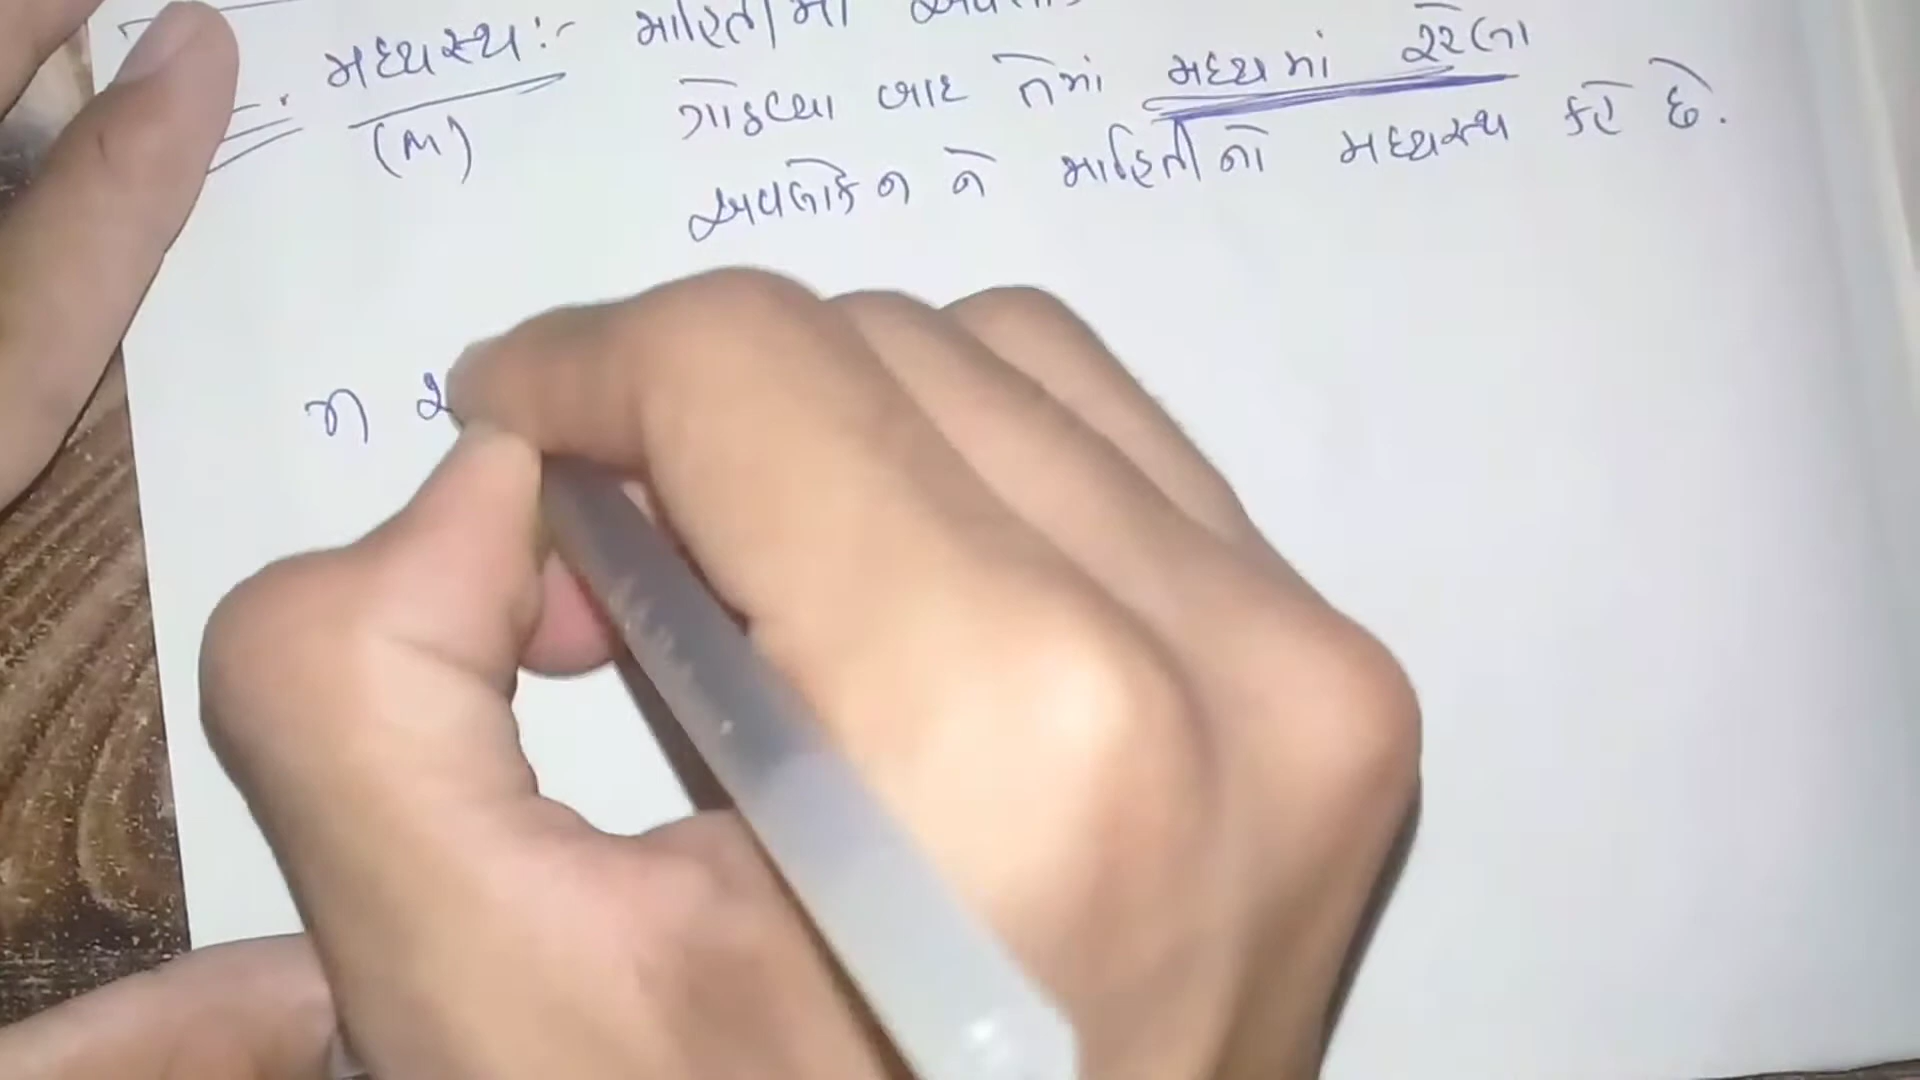 મધ્યસ્થ :- માહિતીમાં
(M) ગોઠવ્યા બાદ તેમાં મધ્યમાં રહેલા
અવલોકન ને માહિતીનો મધ્યસ્થ કહે છે.
n